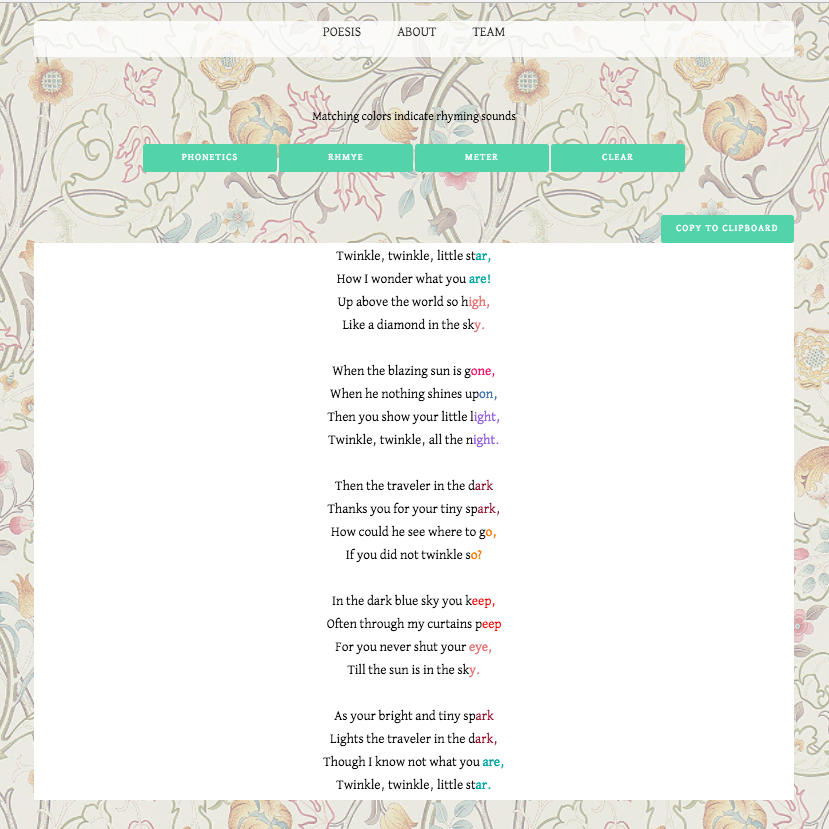 POESIS ABOUT TEAM
Matching colors indicate rhyming sounds
PHONETICS RHMYE METER CLEAR
COPY TO CLIPBOARD
Twinkle, twinkle, little star,
How I wonder what you are!
Up above the world so high,
Like a diamond in the sky.
When the blazing sun is gone,
When he nothing shines upon,
Then you show your little light,
Twinkle, twinkle, all the night.
Then the traveler in the dark
Thanks you for your tiny spark,
How could he see where to go,
If you did not twinkle so?
In the dark blue sky you keep,
Often through my curtains peep
For you never shut your eye,
Till the sun is in the sky.
As your bright and tiny spark
Lights the traveler in the dark,
Though I know not what you are,
Twinkle, twinkle, little star.